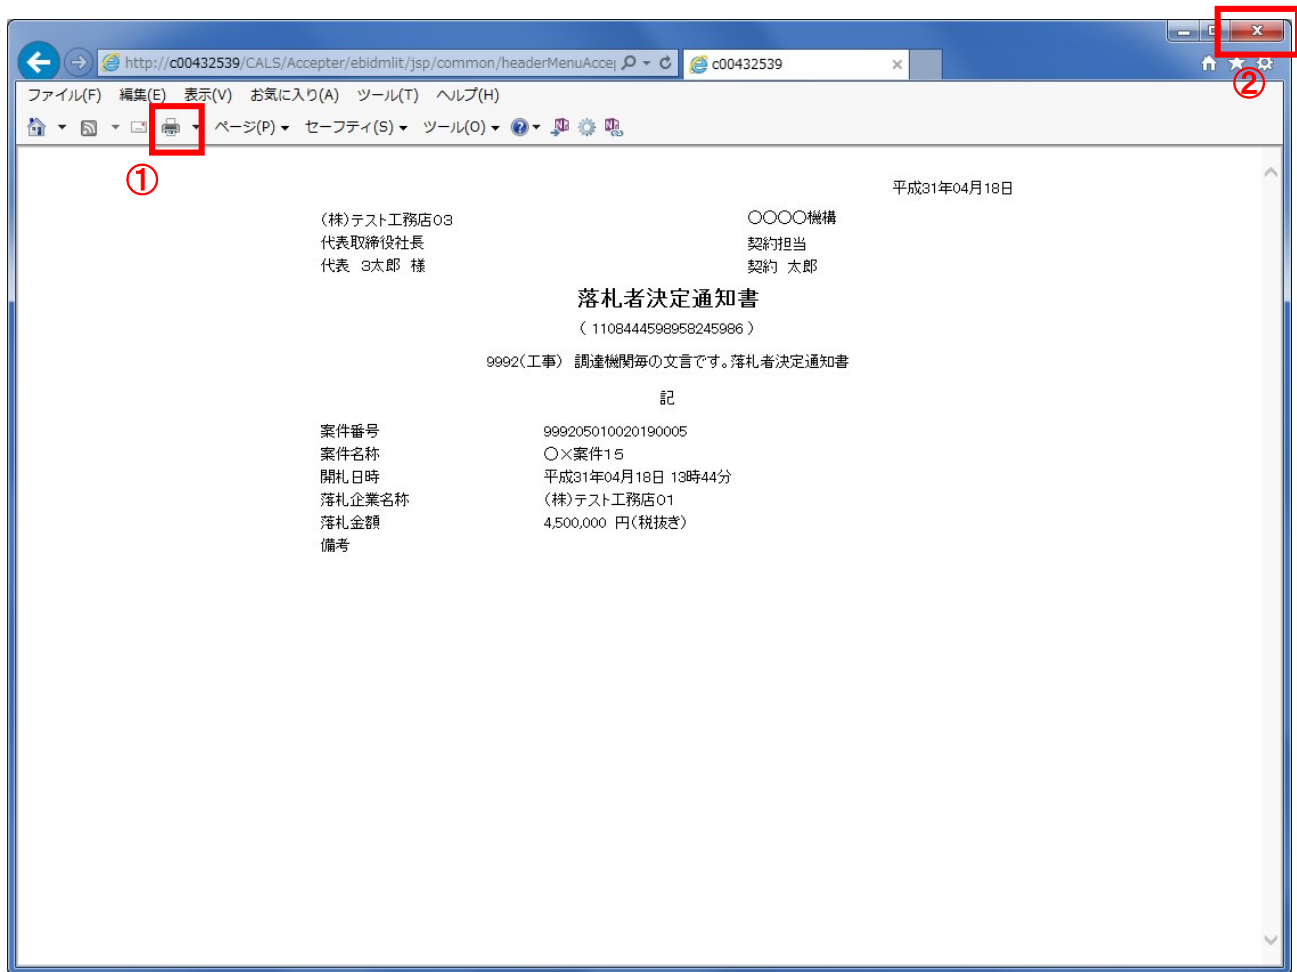 http://c00432539/CALS/Accepter/ebidmlit/jsp/common/headerMenuAcce
c00432539
②
ファイル(F) 編集(E) 表示(V) お気に入り(A) ツール(T) ヘルプ(H)
ページ(P) セーフティ(S) ツール(O)
①
平成31年04月18日
(株)テスト工務店03
〇〇〇〇機構
代表取締役社長
契約担当
代表 3太郎 様
契約 太郎
落札者決定通知書
( 1108444598958245986 )
9992(工事) 調達機関毎の文言です。落札者決定通知書
記
案件番号 999205010020190005
案件名称 〇×案件15
開札日時 平成31年04月18日 13時44分
落札企業名称 (株)テスト工務店01
落札金額 4,500,000 円(税抜き)
備考